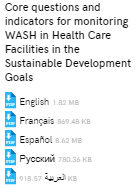 Core questions and
indicators for monitoring
WASH in Health Care
Facilities in the
Sustainable Development
Goals
English 1.82 MB
Français 869.48 KB
Español 8.62 MB
Русский 780.36 KB
العربية 918.57 KB